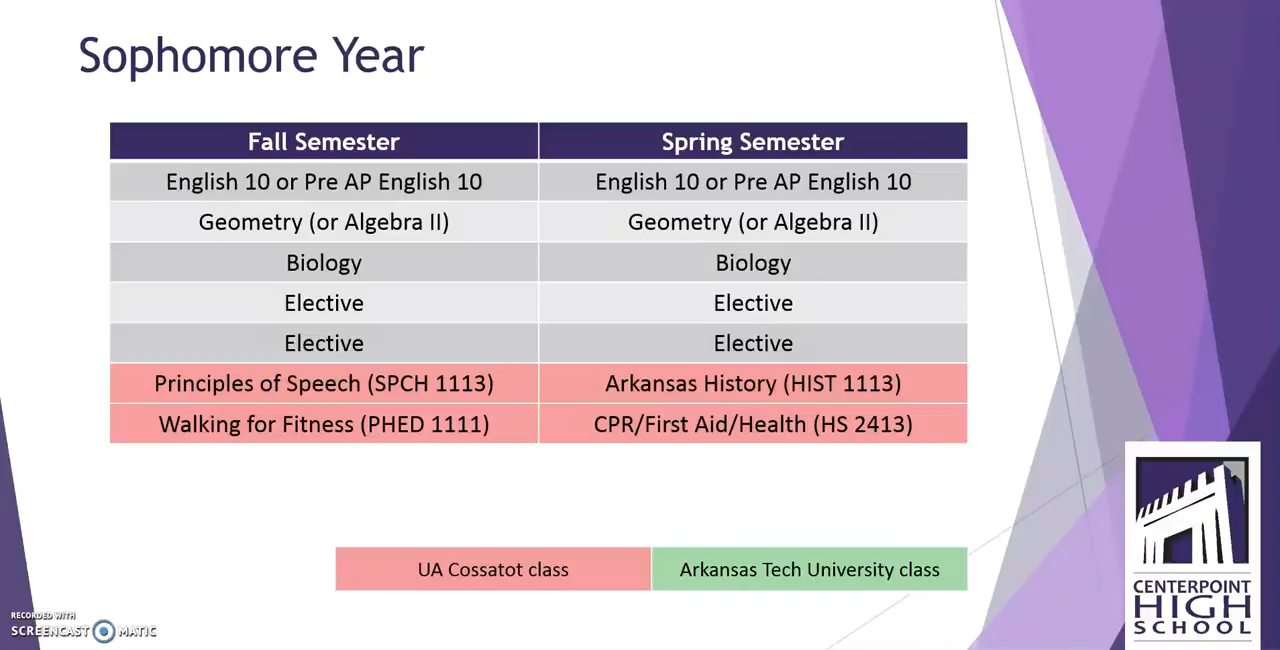 Sophomore Year
Fall Semester Spring Semester
English 10 or Pre AP English 10 English 10 or Pre AP English 10
Geometry (or Algebra II) Geometry (or Algebra II)
Biology Biology
Elective Elective
Elective Elective
Principles of Speech (SPCH 1113) Arkansas History (HIST 1113)
Walking for Fitness (PHED 1111) CPR/First Aid/Health (HS 2413)
UA Cossatot class Arkansas Tech University class
CENTERPOINT
HIGH
SCHOOL
RECORDED WITH
SCREENCAST MATIC